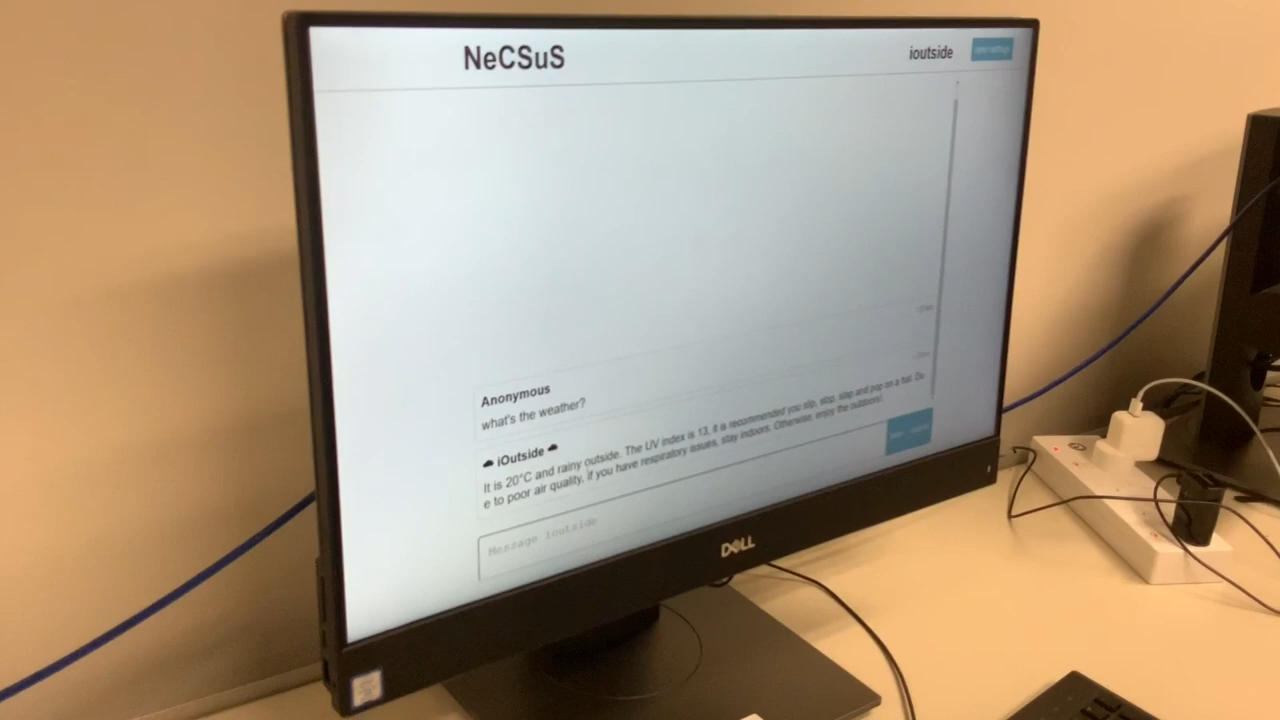 NeCSuS
ioutside
Anonymous
what's the weather?
☁ iOutside ☁
It is 20°C and rainy outside. The UV index is 13, it is recommended you slip, slop, slap and pop on a hat. Du
e to poor air quality, if you have respiratory issues, stay indoors. Otherwise, enjoy the outdoors!
Message ioutside
DELL